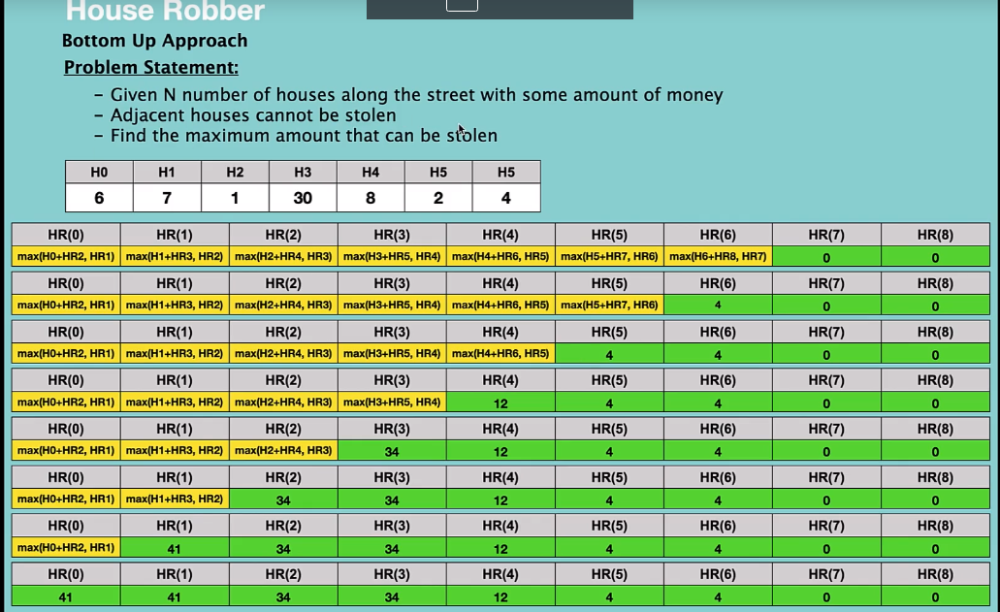 House Robber
Bottom Up Approach
Problem Statement:
- Given N number of houses along the street with some amount of money
- Adjacent houses cannot be stolen
- Find the maximum amount that can be stolen
H0 H1 H2 H3 H4 H5 H5
6 7 1 30 8 2 4
HR(0) HR(1) HR(2) HR(3) HR(4) HR(5) HR(6) HR(7) HR(8)
max(H0+HR2, HR1) max(H1+HR3, HR2) max(H2+HR4, HR3) max(H3+HR5, HR4) max(H4+HR6, HR5) max(H5+HR7, HR6) max(H6+HR8, HR7) 0 0
HR(0) HR(1) HR(2) HR(3) HR(4) HR(5) HR(6) HR(7) HR(8)
max(H0+HR2, HR1) max(H1+HR3, HR2) max(H2+HR4, HR3) max(H3+HR5, HR4) max(H4+HR6, HR5) max(H5+HR7, HR6) 4 0 0
HR(0) HR(1) HR(2) HR(3) HR(4) HR(5) HR(6) HR(7) HR(8)
max(H0+HR2, HR1) max(H1+HR3, HR2) max(H2+HR4, HR3) max(H3+HR5, HR4) max(H4+HR6, HR5) 4 4 0 0
HR(0) HR(1) HR(2) HR(3) HR(4) HR(5) HR(6) HR(7) HR(8)
max(H0+HR2, HR1) max(H1+HR3, HR2) max(H2+HR4, HR3) max(H3+HR5, HR4) 12 4 4 0 0
HR(0) HR(1) HR(2) HR(3) HR(4) HR(5) HR(6) HR(7) HR(8)
max(H0+HR2, HR1) max(H1+HR3, HR2) max(H2+HR4, HR3) 34 12 4 4 0 0
HR(0) HR(1) HR(2) HR(3) HR(4) HR(5) HR(6) HR(7) HR(8)
max(H0+HR2, HR1) max(H1+HR3, HR2) 34 34 12 4 4 0 0
HR(0) HR(1) HR(2) HR(3) HR(4) HR(5) HR(6) HR(7) HR(8)
max(H0+HR2, HR1) 41 34 34 12 4 4 0 0
HR(0) HR(1) HR(2) HR(3) HR(4) HR(5) HR(6) HR(7) HR(8)
41 41 34 34 12 4 4 0 0